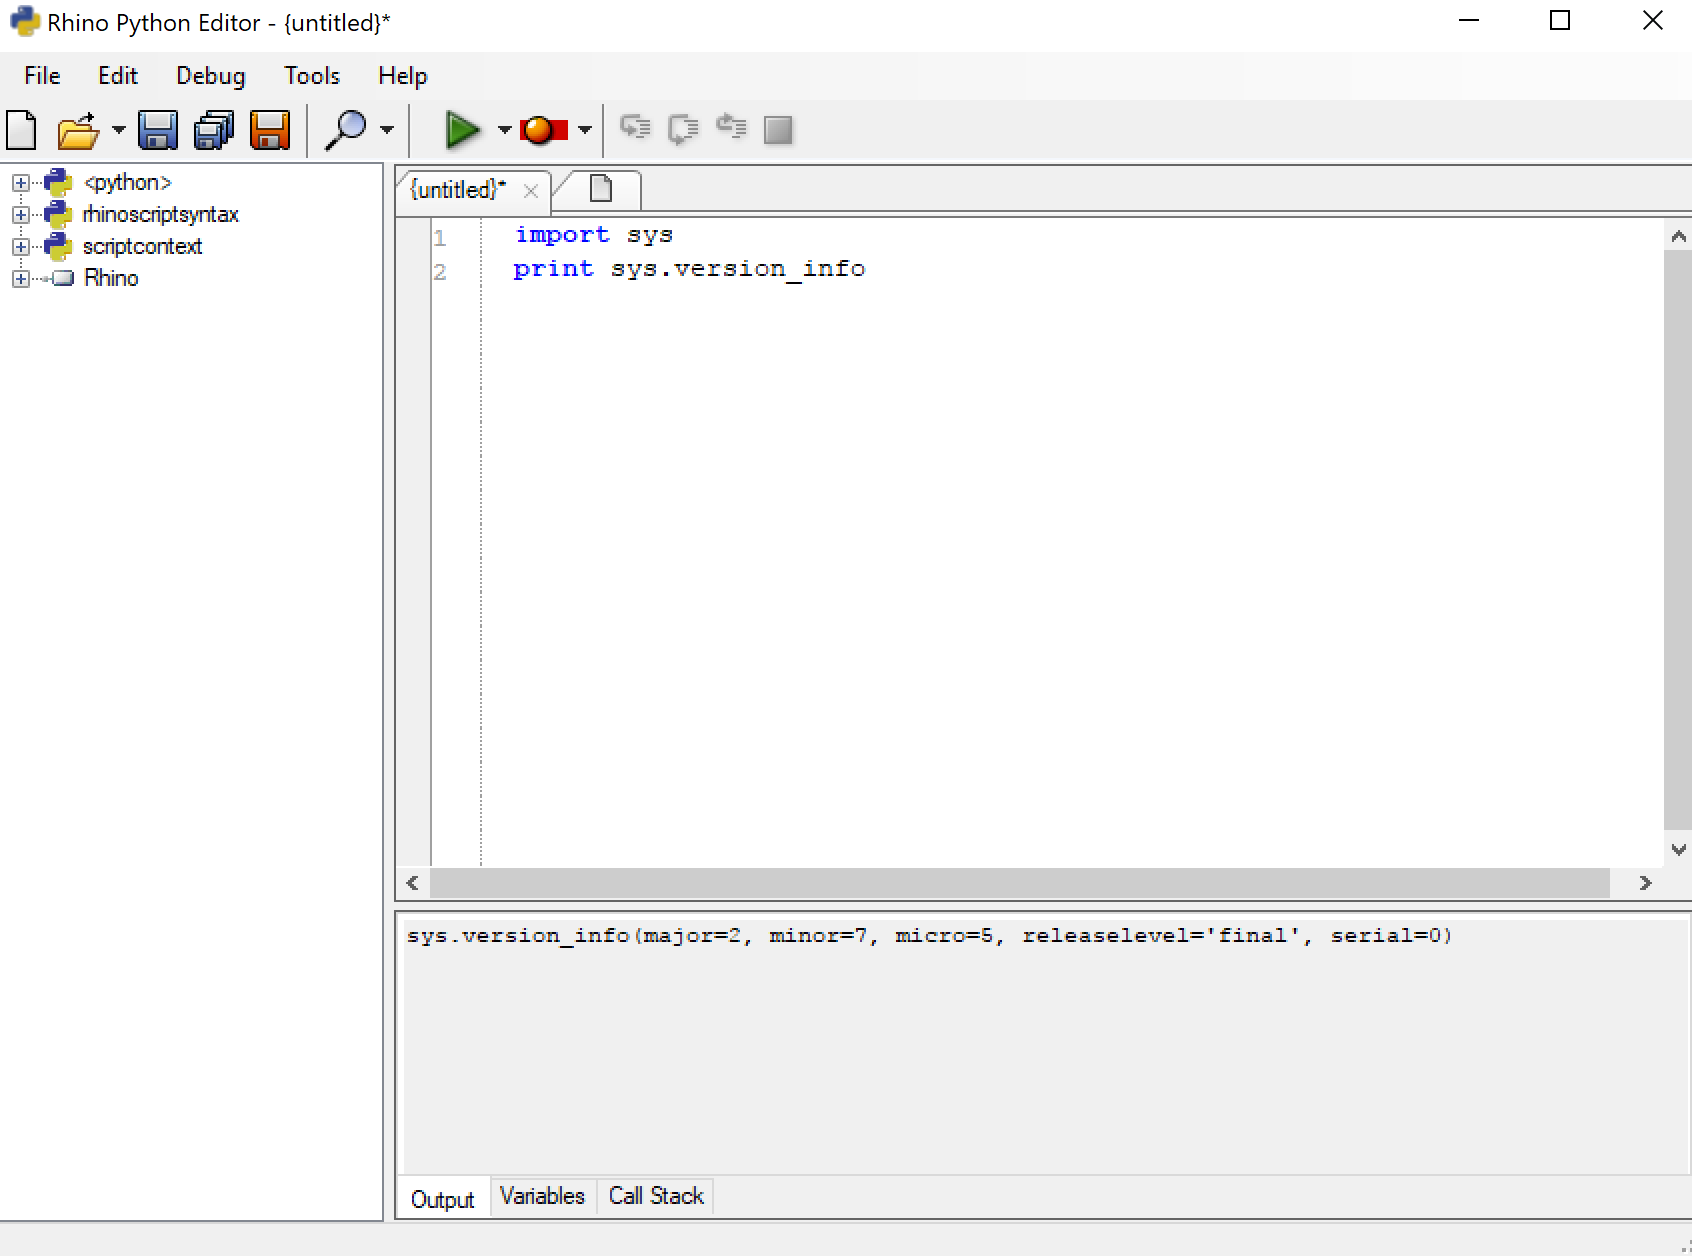 Rhino Python Editor - {untitled}*
File Edit Debug Tools Help
<python>
rhinoscriptsyntax
scriptcontext
Rhino
{untitled}*
1 import sys
2 print sys.version_info
sys.version_info(major=2, minor=7, micro=5, releaselevel='final', serial=0)
Output Variables Call Stack